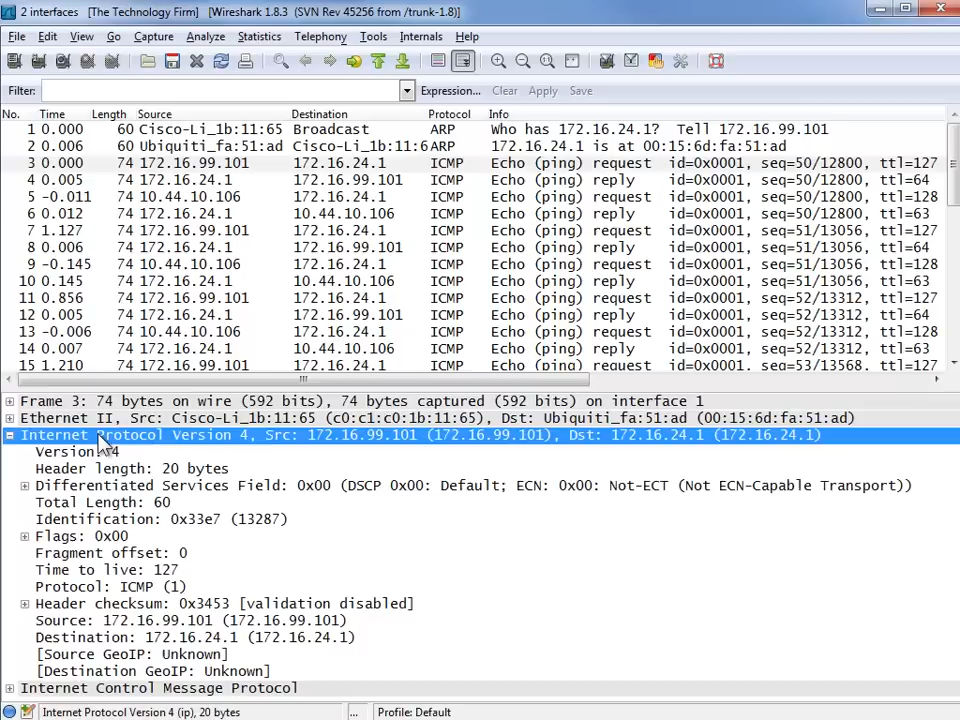 2 interfaces [The Technology Firm] [Wireshark 1.8.3 (SVN Rev 45256 from /trunk-1.8)]
File Edit View Go Capture Analyze Statistics Telephony Tools Internals Help
Filter: Expression... Clear Apply Save
No. Time Length Source Destination Protocol Info
1 0.000 60 Cisco-Li_1b:11:65 Broadcast ARP Who has 172.16.24.1? Tell 172.16.99.101
2 0.006 60 Ubiquiti_fa:51:ad Cisco-Li_1b:11:6 ARP 172.16.24.1 is at 00:15:6d:fa:51:ad
3 0.000 74 172.16.99.101 172.16.24.1 ICMP Echo (ping) request id=0x0001, seq=50/12800, ttl=127
4 0.005 74 172.16.24.1 172.16.99.101 ICMP Echo (ping) reply id=0x0001, seq=50/12800, ttl=64
5 -0.011 74 10.44.10.106 172.16.24.1 ICMP Echo (ping) request id=0x0001, seq=50/12800, ttl=128
6 0.012 74 172.16.24.1 10.44.10.106 ICMP Echo (ping) reply id=0x0001, seq=50/12800, ttl=63
7 1.127 74 172.16.99.101 172.16.24.1 ICMP Echo (ping) request id=0x0001, seq=51/13056, ttl=127
8 0.006 74 172.16.24.1 172.16.99.101 ICMP Echo (ping) reply id=0x0001, seq=51/13056, ttl=64
9 -0.145 74 10.44.10.106 172.16.24.1 ICMP Echo (ping) request id=0x0001, seq=51/13056, ttl=128
10 0.145 74 172.16.24.1 10.44.10.106 ICMP Echo (ping) reply id=0x0001, seq=51/13056, ttl=63
11 0.856 74 172.16.99.101 172.16.24.1 ICMP Echo (ping) request id=0x0001, seq=52/13312, ttl=127
12 0.005 74 172.16.24.1 172.16.99.101 ICMP Echo (ping) reply id=0x0001, seq=52/13312, ttl=64
13 -0.006 74 10.44.10.106 172.16.24.1 ICMP Echo (ping) request id=0x0001, seq=52/13312, ttl=128
14 0.007 74 172.16.24.1 10.44.10.106 ICMP Echo (ping) reply id=0x0001, seq=52/13312, ttl=63
15 1.210 74 172.16.99.101 172.16.24.1 ICMP Echo (ping) request id=0x0001, seq=53/13568, ttl=127
Frame 3: 74 bytes on wire (592 bits), 74 bytes captured (592 bits) on interface 1
Ethernet II, Src: Cisco-Li_1b:11:65 (c0:c1:c0:1b:11:65), Dst: Ubiquiti_fa:51:ad (00:15:6d:fa:51:ad)
Internet Protocol Version 4, Src: 172.16.99.101 (172.16.99.101), Dst: 172.16.24.1 (172.16.24.1)
Version: 4
Header length: 20 bytes
Differentiated Services Field: 0x00 (DSCP 0x00: Default; ECN: 0x00: Not-ECT (Not ECN-Capable Transport))
Total Length: 60
Identification: 0x33e7 (13287)
Flags: 0x00
Fragment offset: 0
Time to live: 127
Protocol: ICMP (1)
Header checksum: 0x3453 [validation disabled]
Source: 172.16.99.101 (172.16.99.101)
Destination: 172.16.24.1 (172.16.24.1)
[Source GeoIP: Unknown]
[Destination GeoIP: Unknown]
Internet Control Message Protocol
Internet Protocol Version 4 (ip), 20 bytes ... Profile: Default